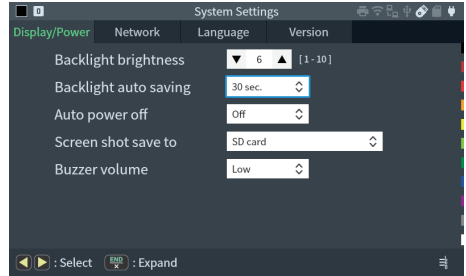 0 System Settings
Display/Power Network Language Version
Backlight brightness ▼ 6 ▲ [1-10]
Backlight auto saving 30 sec.
Auto power off Off
Screen shot save to SD card
Buzzer volume Low
: Select END × : Expand